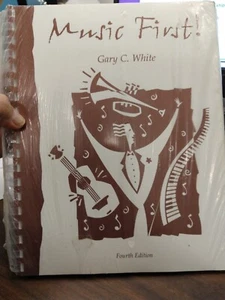 Music First!
Gary C. White
Fourth Edition